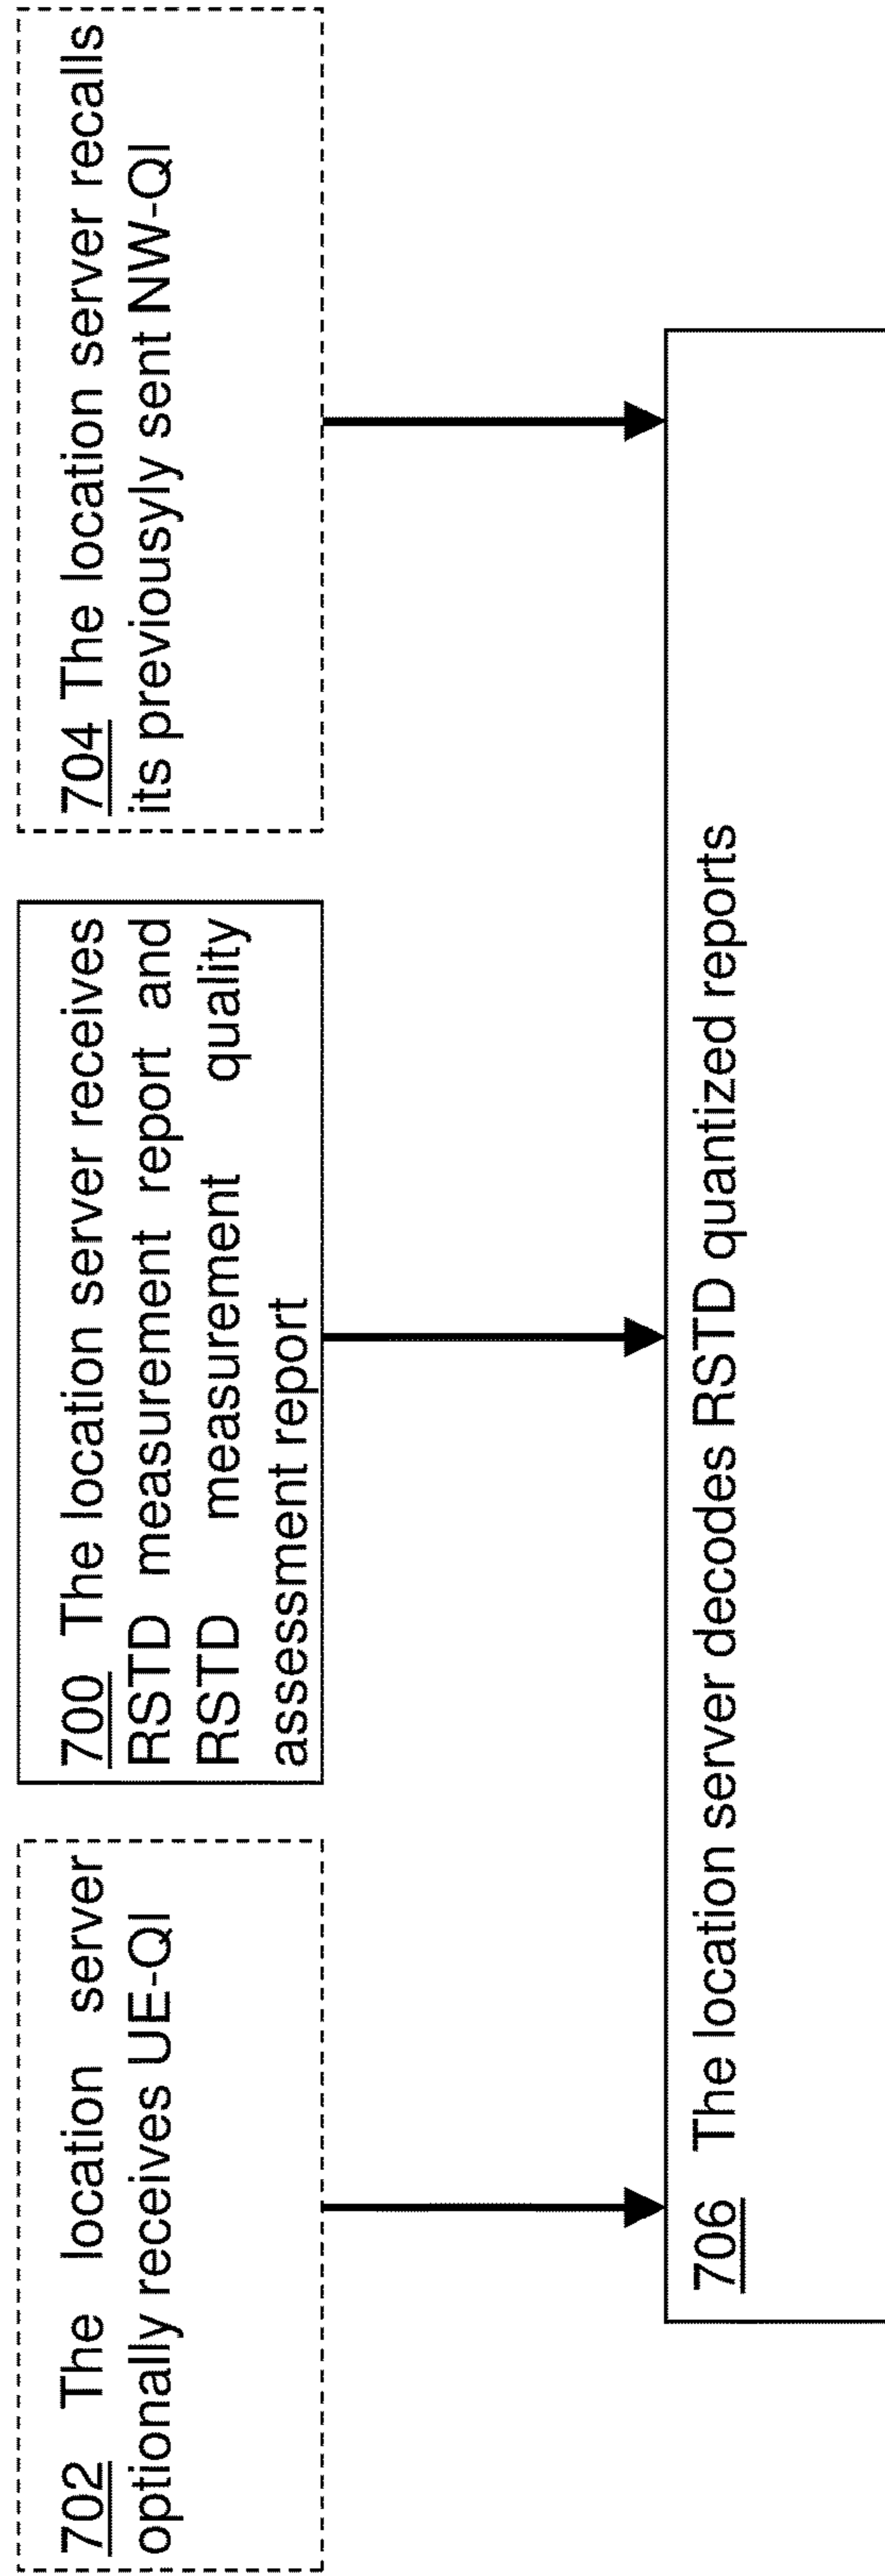 702 The location server
optionally receives UE-QI
700 The location server receives
RSTD measurement report and
RSTD measurement quality
assessment report
704 The location server recalls
its previousyly sent NW-QI
706 The location server decodes RSTD quantized reports